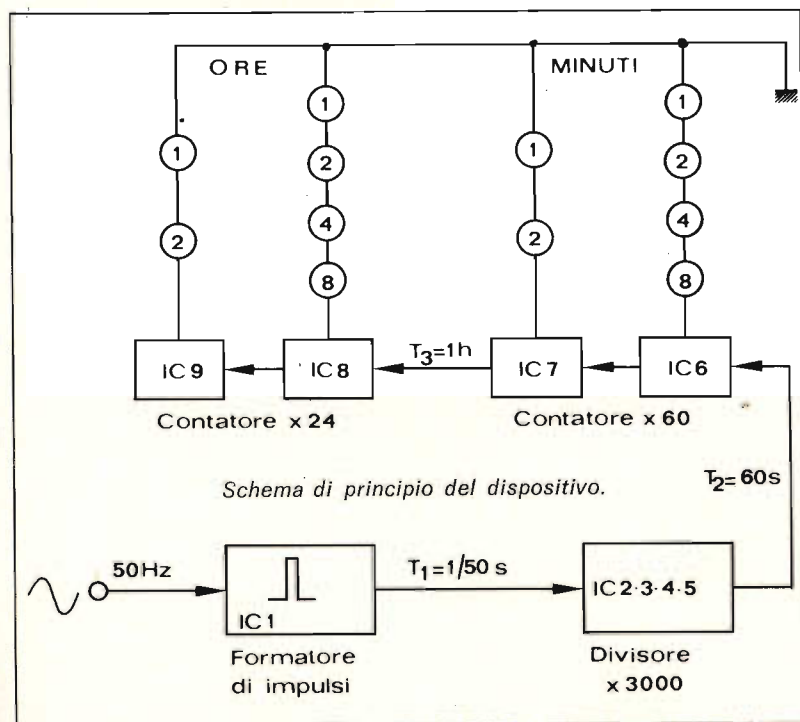 ORE
MINUTI
1
2
1
2
4
8
1
2
1
2
4
8
IC 9
IC 8
T3=1h
IC 7
IC 6
Contatore x 24
Contatore x 60
Schema di principio del dispositivo.
T2=60s
50Hz
T1=1/50 s
IC 1
IC2·3·4·5
Formatore
di impulsi
Divisore
x 3000